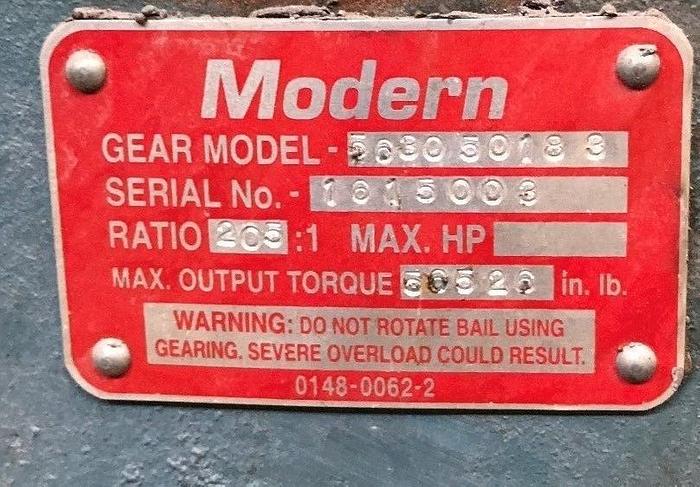 Modern
GEAR MODEL - 563050183
SERIAL No. - 1615003
RATIO 205 :1 MAX. HP
MAX. OUTPUT TORQUE in. lb.
WARNING: DO NOT ROTATE BAIL USING
GEARING. SEVERE OVERLOAD COULD RESULT.
0148-0062-2